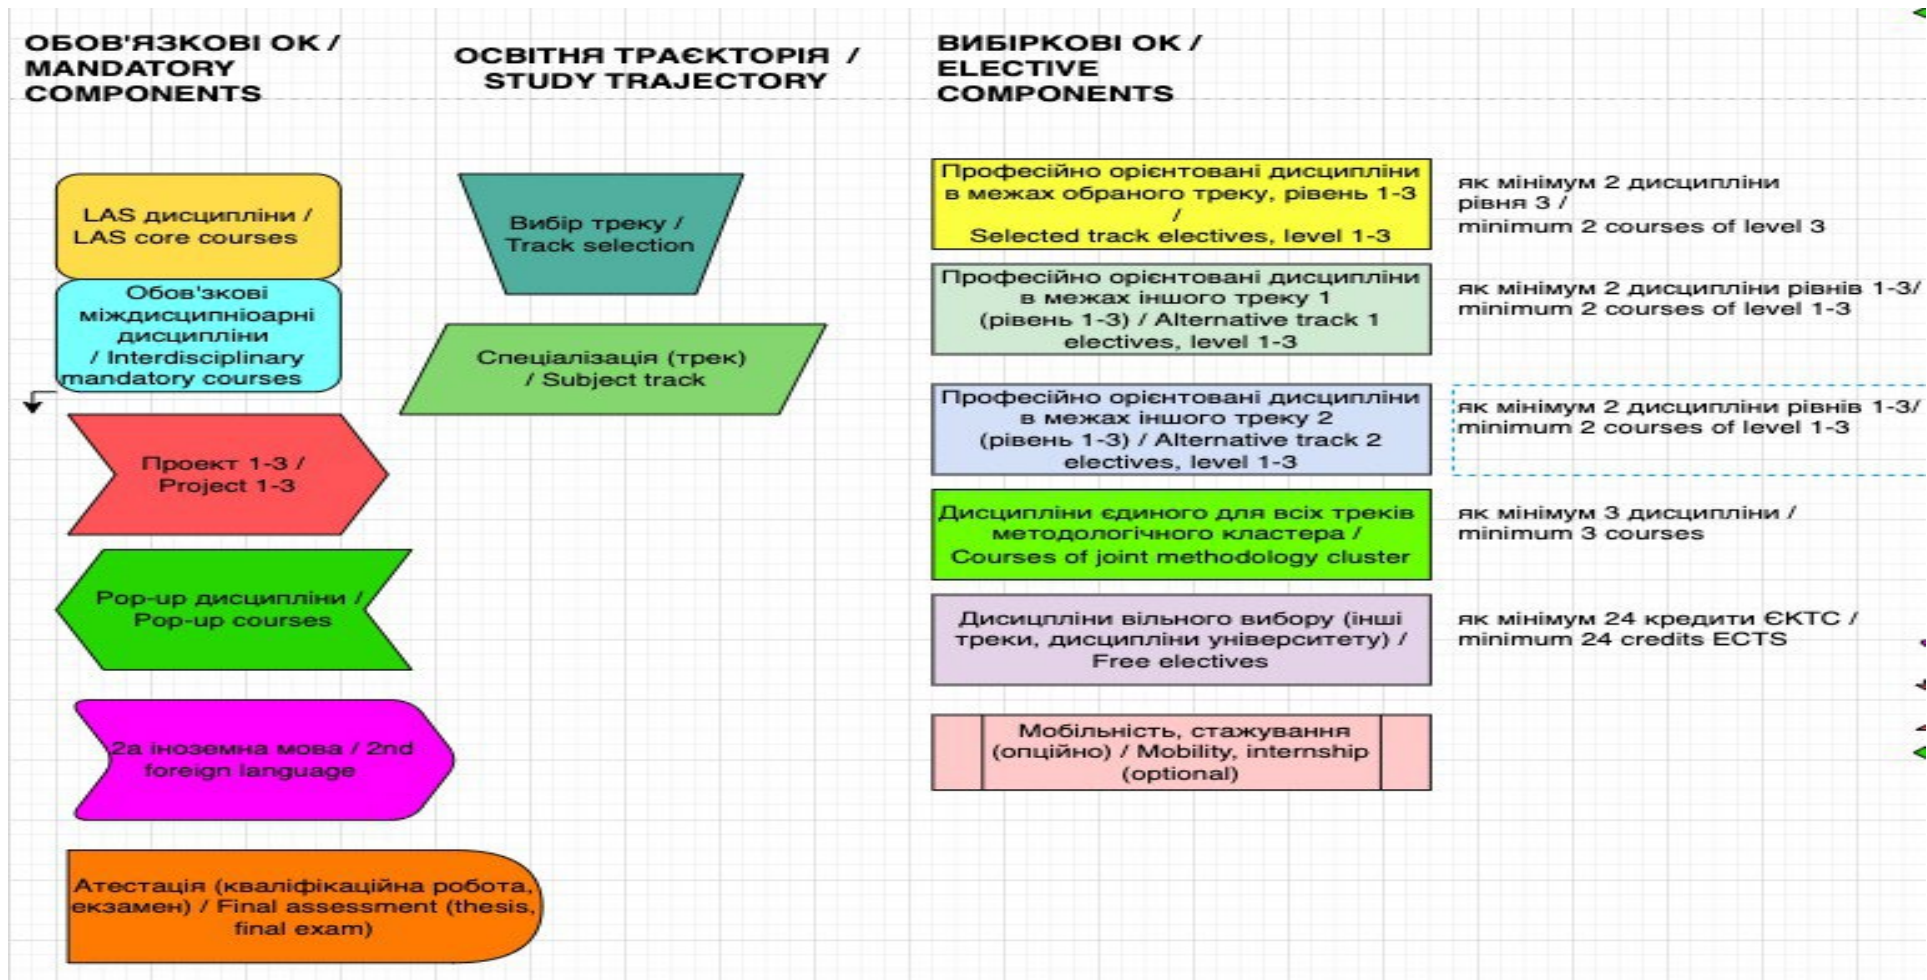 ОБОВ'ЯЗКОВІ ОК /
MANDATORY
COMPONENTS
LAS дисципліни /
LAS core courses
Обов'зкові
міждисципніоарні
дисципліни
/ Interdisciplinary
mandatory courses
Проект 1-3 /
Project 1-3
Pop-up дисципліни /
Pop-up courses
2а іноземна мова / 2nd
foreign language
Атестація (кваліфікаційна робота,
екзамен) / Final assessment (thesis,
final exam)
ОСВІТНЯ ТРАЄКТОРІЯ /
STUDY TRAJECTORY
Вибір треку /
Track selection
Спеціалізація (трек)
/ Subject track
ВИБІРКОВІ ОК /
ELECTIVE
COMPONENTS
Професійно орієнтовані дисципліни
в межах обраного треку, рівень 1-3
/
Selected track electives, level 1-3
як мінімум 2 дисципліни
рівня 3 /
minimum 2 courses of level 3
Професійно орієнтовані дисципліни
в межах іншого треку 1
(рівень 1-3) / Alternative track 1
electives, level 1-3
як мінімум 2 дисципліни рівнів 1-3/
minimum 2 courses of level 1-3
Професійно орієнтовані дисципліни
в межах іншого треку 2
(рівень 1-3) / Alternative track 2
electives, level 1-3
як мінімум 2 дисципліни рівнів 1-3/
minimum 2 courses of level 1-3
Дисципліни єдиного для всіх треків
методологічного кластера /
Courses of joint methodology cluster
як мінімум 3 дисципліни /
minimum 3 courses
Дисицпліни вільного вибору (інші
треки, дисципліни університету) /
Free electives
як мінімум 24 кредити ЄКТС /
minimum 24 credits ECTS
Мобільність, стажування
(опційно) / Mobility, internship
(optional)